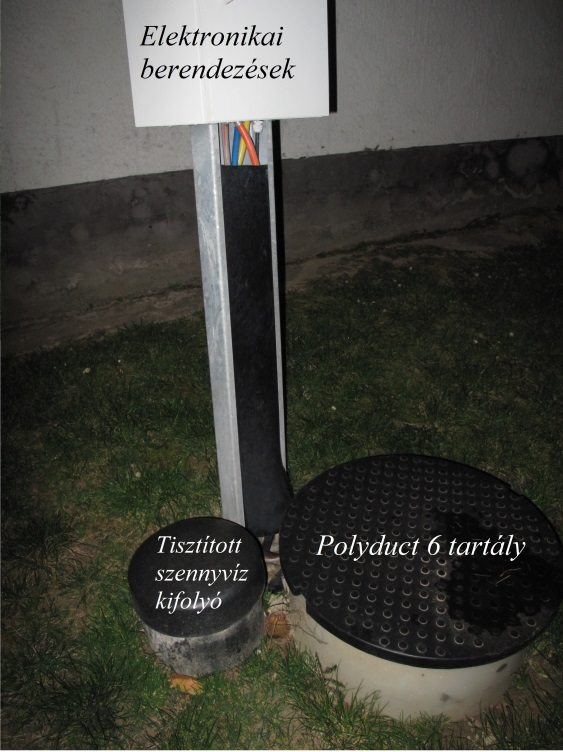 Elektronikai
berendezések
Tisztított
szennyvíz
kifolyó
Polyduct 6 tartály